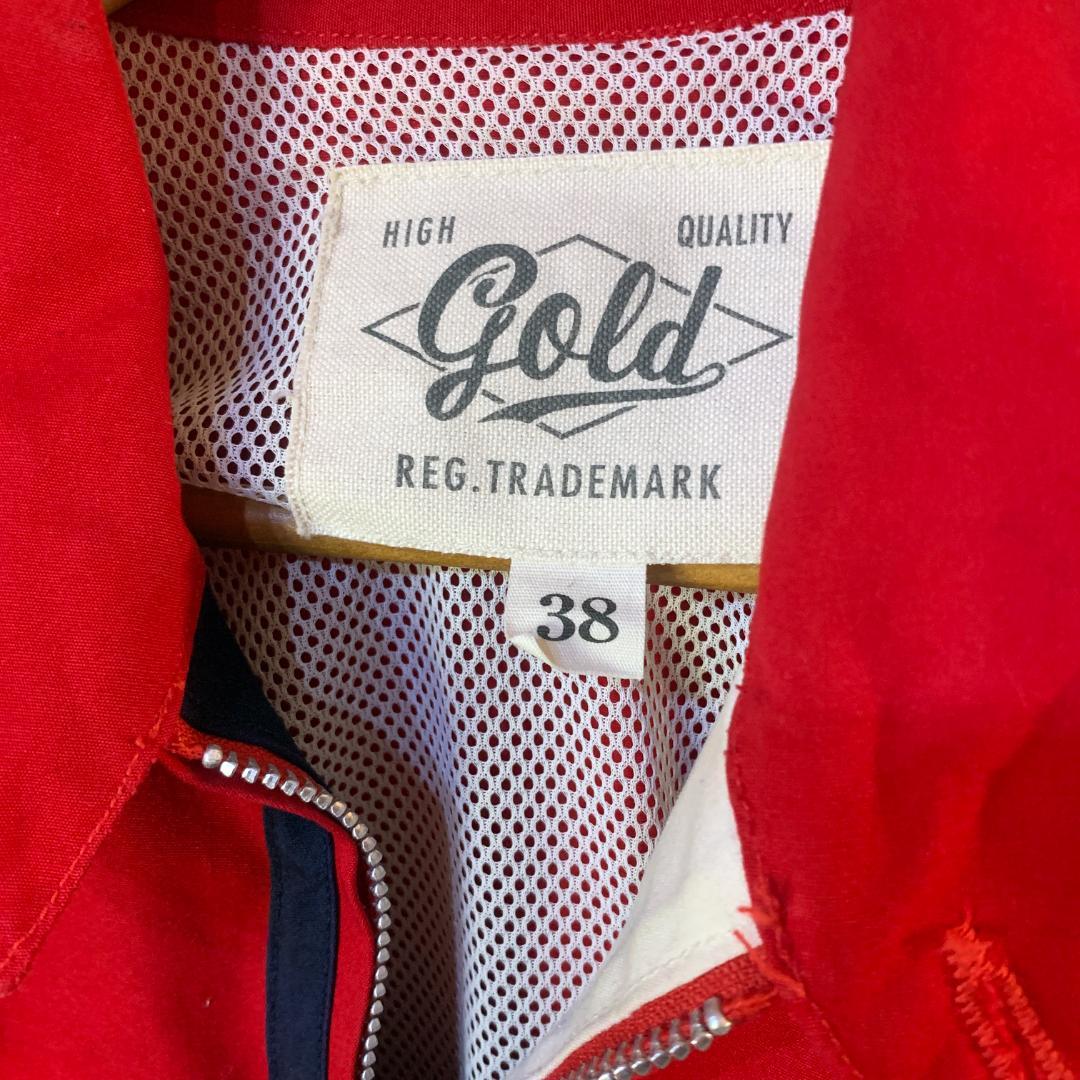 HIGH QUALITY
Gold
REG. TRADEMARK
38